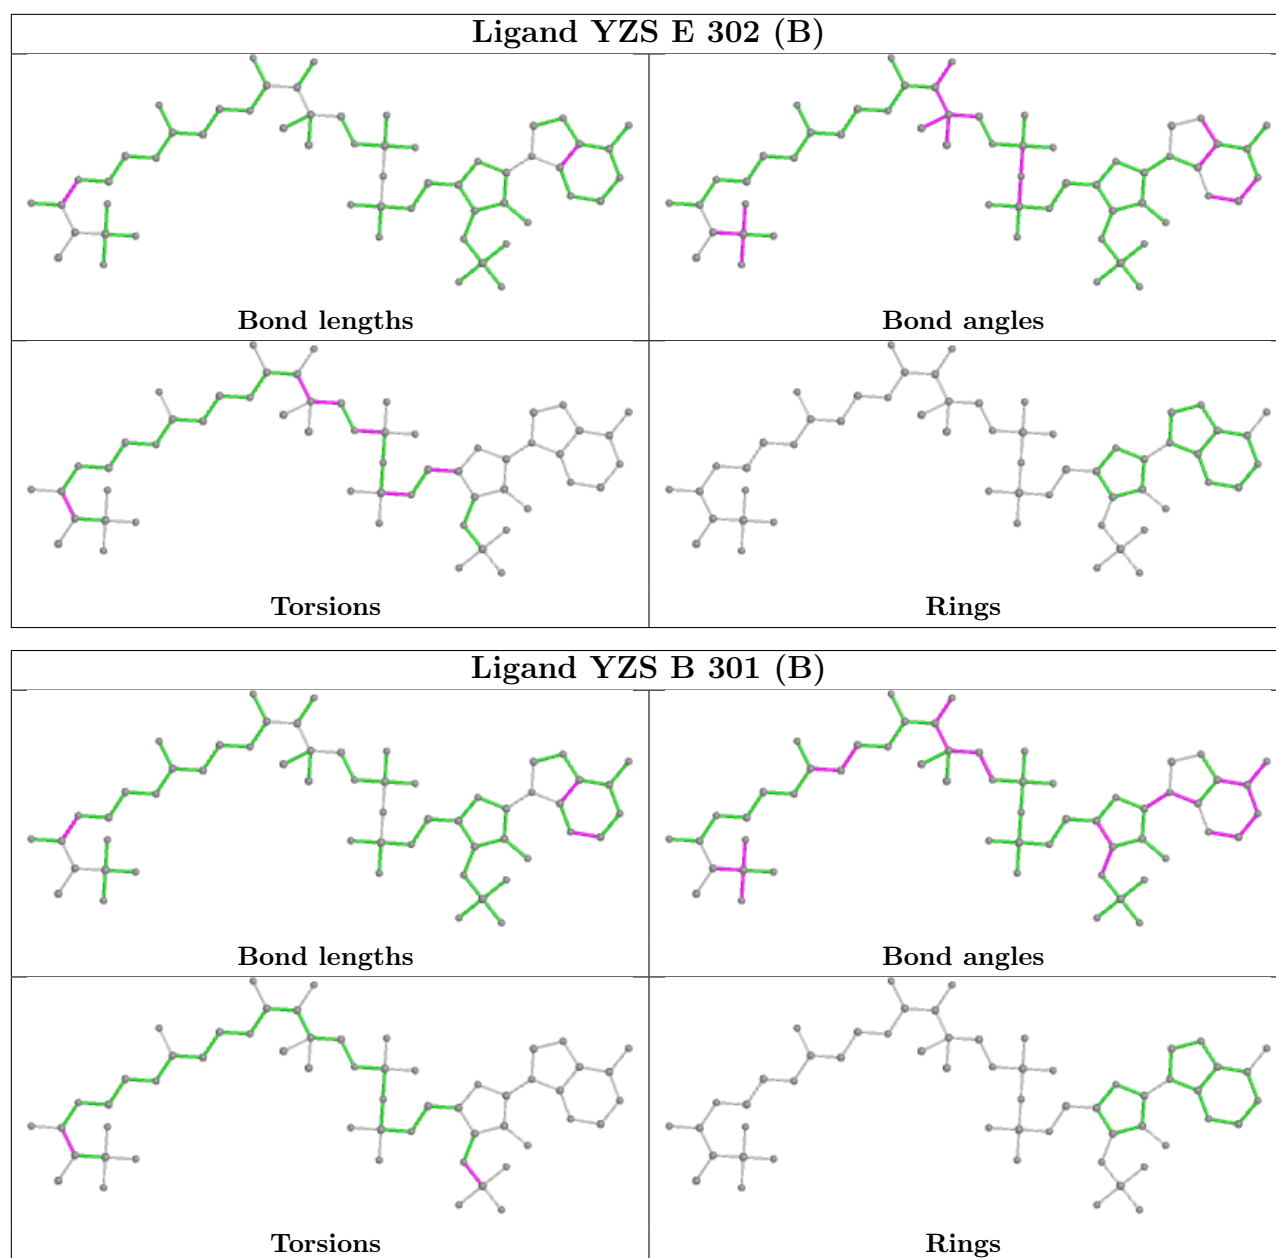 Ligand YZS E 302 (B)
Bond lengths
Bond angles
Torsions
Rings
Ligand YZS B 301 (B)
Bond lengths
Bond angles
Torsions
Rings